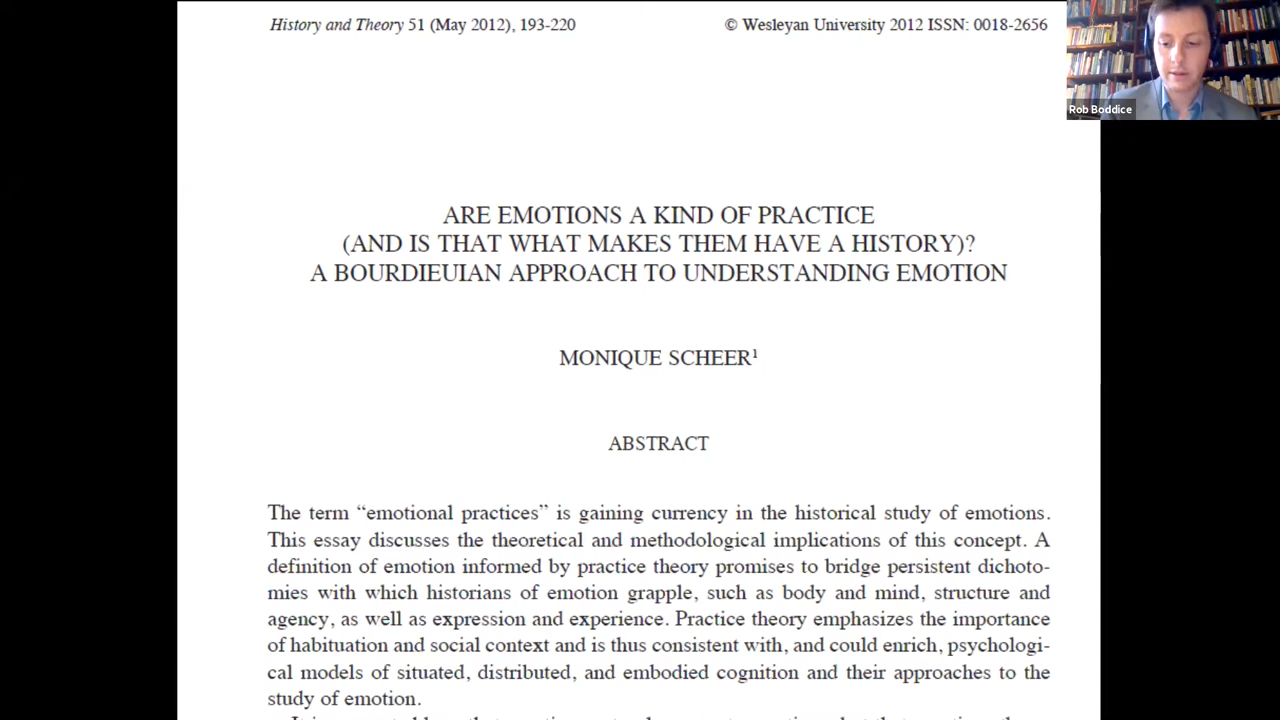 History and Theory 51 (May 2012), 193-220
© Wesleyan University 2012 ISSN: 0018-2656
Rob Boddice
ARE EMOTIONS A KIND OF PRACTICE
(AND IS THAT WHAT MAKES THEM HAVE A HISTORY)?
A BOURDIEUIAN APPROACH TO UNDERSTANDING EMOTION
MONIQUE SCHEER¹
ABSTRACT
The term “emotional practices” is gaining currency in the historical study of emotions.
This essay discusses the theoretical and methodological implications of this concept. A
definition of emotion informed by practice theory promises to bridge persistent dichoto-
mies with which historians of emotion grapple, such as body and mind, structure and
agency, as well as expression and experience. Practice theory emphasizes the importance
of habituation and social context and is thus consistent with, and could enrich, psychologi-
cal models of situated, distributed, and embodied cognition and their approaches to the
study of emotion.